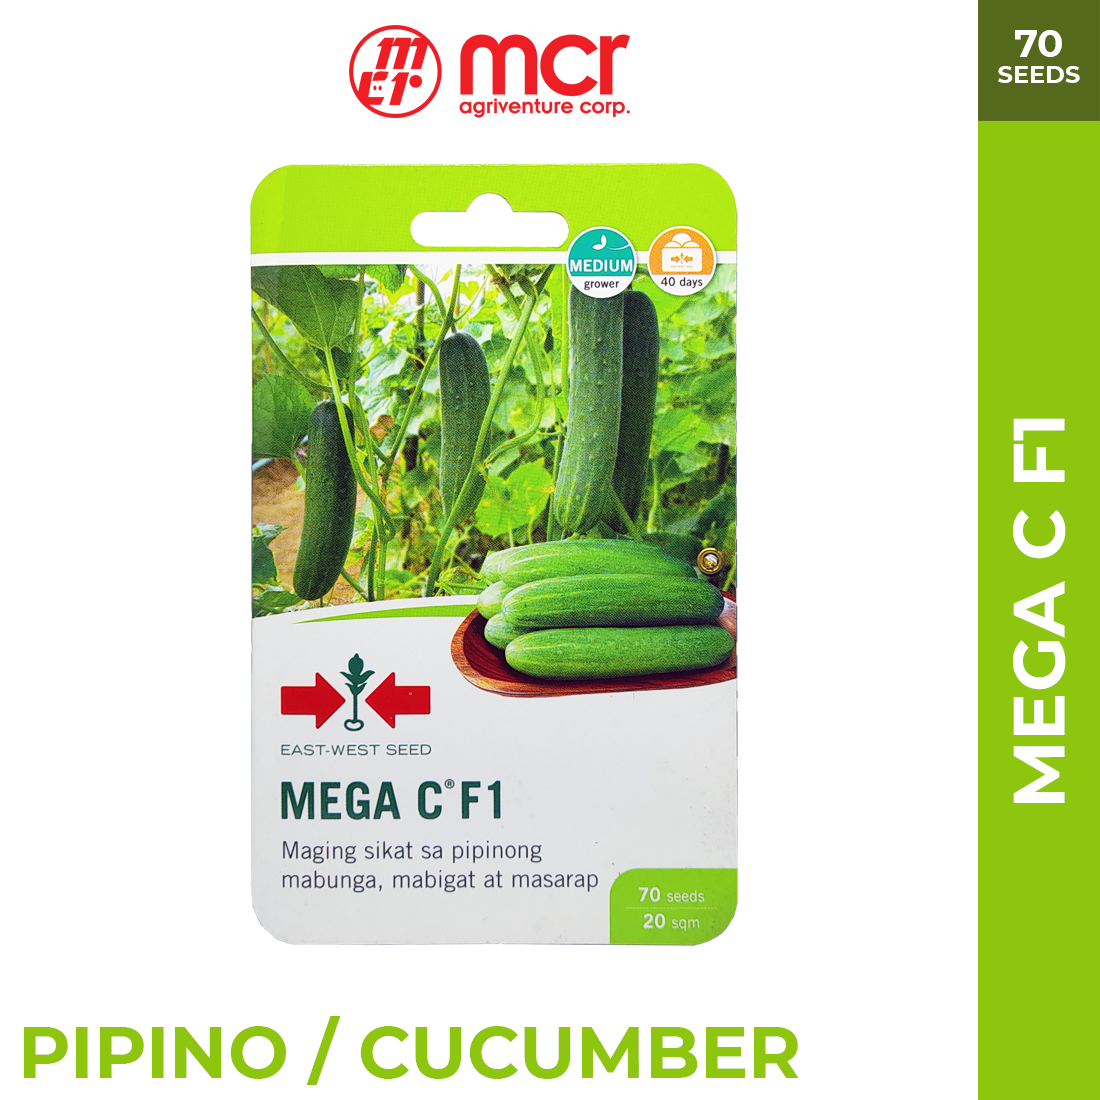 mcr
mcr
agriventure corp.
70
SEEDS
MEDIUM
grower
40 days
EAST-WEST SEED
MEGA C® F1
Maging sikat sa pipinong
mabunga, mabigat at masarap
70 seeds
20 sqm
MEGA C F1
PIPINO / CUCUMBER